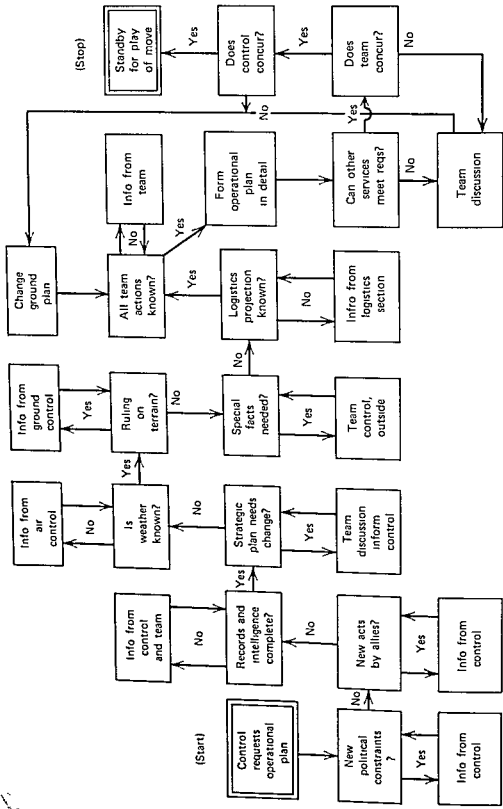 (Start)
Control
requests
operational
plan
New
political
constraints
?
Yes
Info from control
No
New acts
by allies?
Yes
Info from control
No
Records and
intelligence
complete?
No
Info from
control
and team
Yes
Strategic
plan needs
change?
Yes
Team
discussion
inform
control
No
Is
weather
known?
No
Info from
air
control
Yes
Ruling
on
terrain?
Yes
Info from
ground
control
No
Special
facts
needed?
Yes
Team
control,
outside
No
Logistics
projection
known?
No
Infro from
logistics
section
Yes
All team
actions
known?
No
Info from
team
Yes
Form
operational
plan
in detail
Can other
services
meet reqs?
No
Team
discussion
Yes
Does
team
concur?
No
Yes
Does
control
concur?
No
Change
ground
plan
Yes
Standby
for play
of move
(Stop)